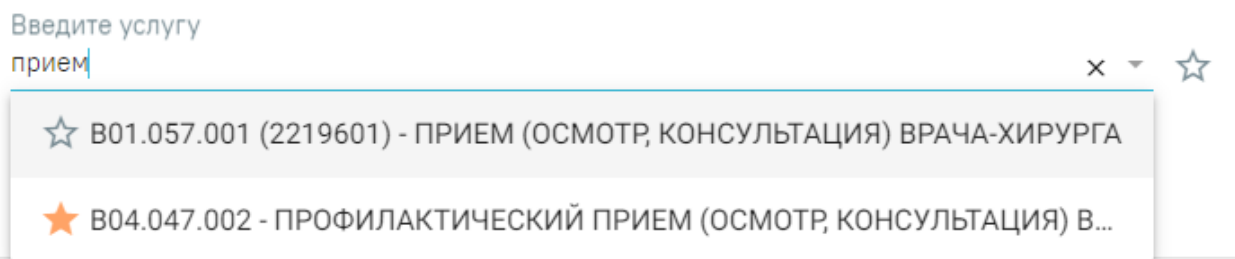 Введите услугу
прием
B01.057.001 (2219601) - ПРИЕМ (ОСМОТР, КОНСУЛЬТАЦИЯ) ВРАЧА-ХИРУРГА
B04.047.002 - ПРОФИЛАКТИЧЕСКИЙ ПРИЕМ (ОСМОТР, КОНСУЛЬТАЦИЯ) В...